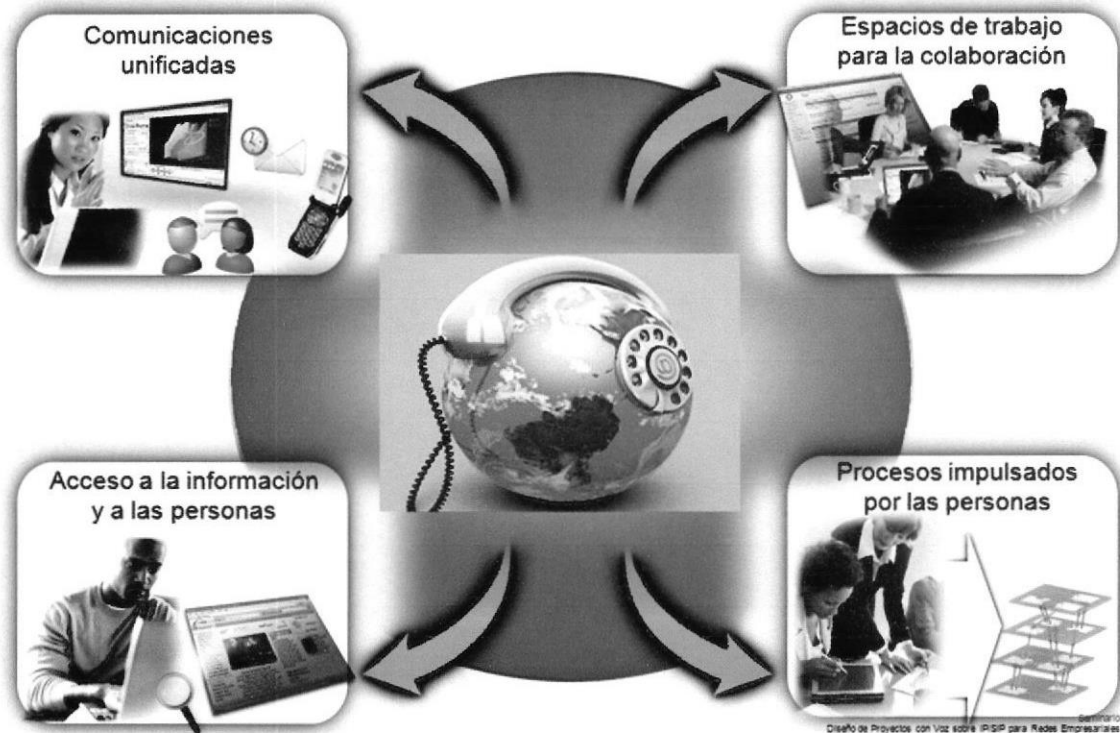 Comunicaciones
unificadas
Espacios de trabajo
para la colaboración
Acceso a la información
y a las personas
Procesos impulsados
por las personas
Seminario
Diseño de Proyectos con Voz sobre IP/SIP para Redes Empresariales